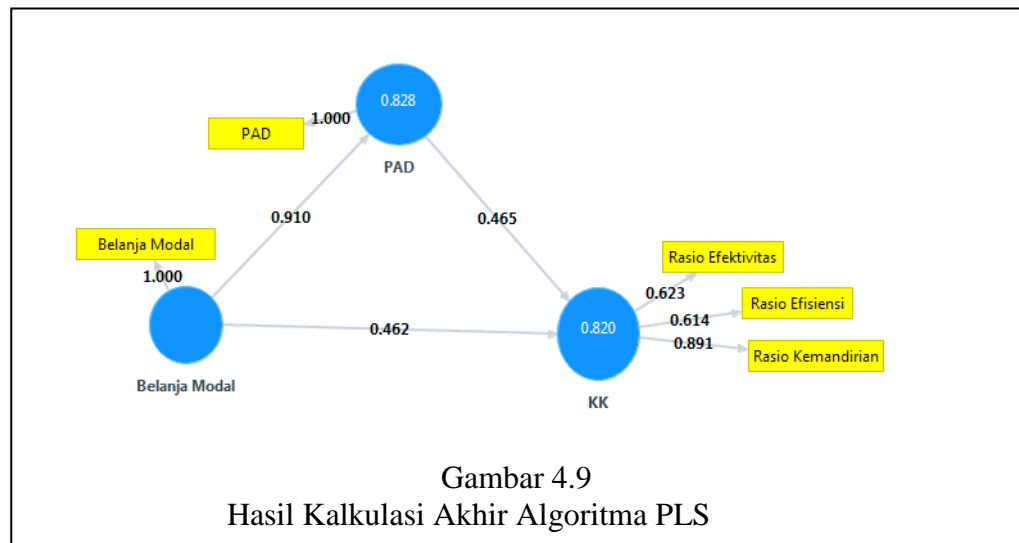 0.828
1.000
PAD
PAD
0.910
0.465
Belanja Modal
1.000
Rasio Efektivitas
0.623
Rasio Efisiensi
0.614
0.462
0.820
0.891
Rasio Kemandirian
Belanja Modal
KK
Gambar 4.9
Hasil Kalkulasi Akhir Algoritma PLS